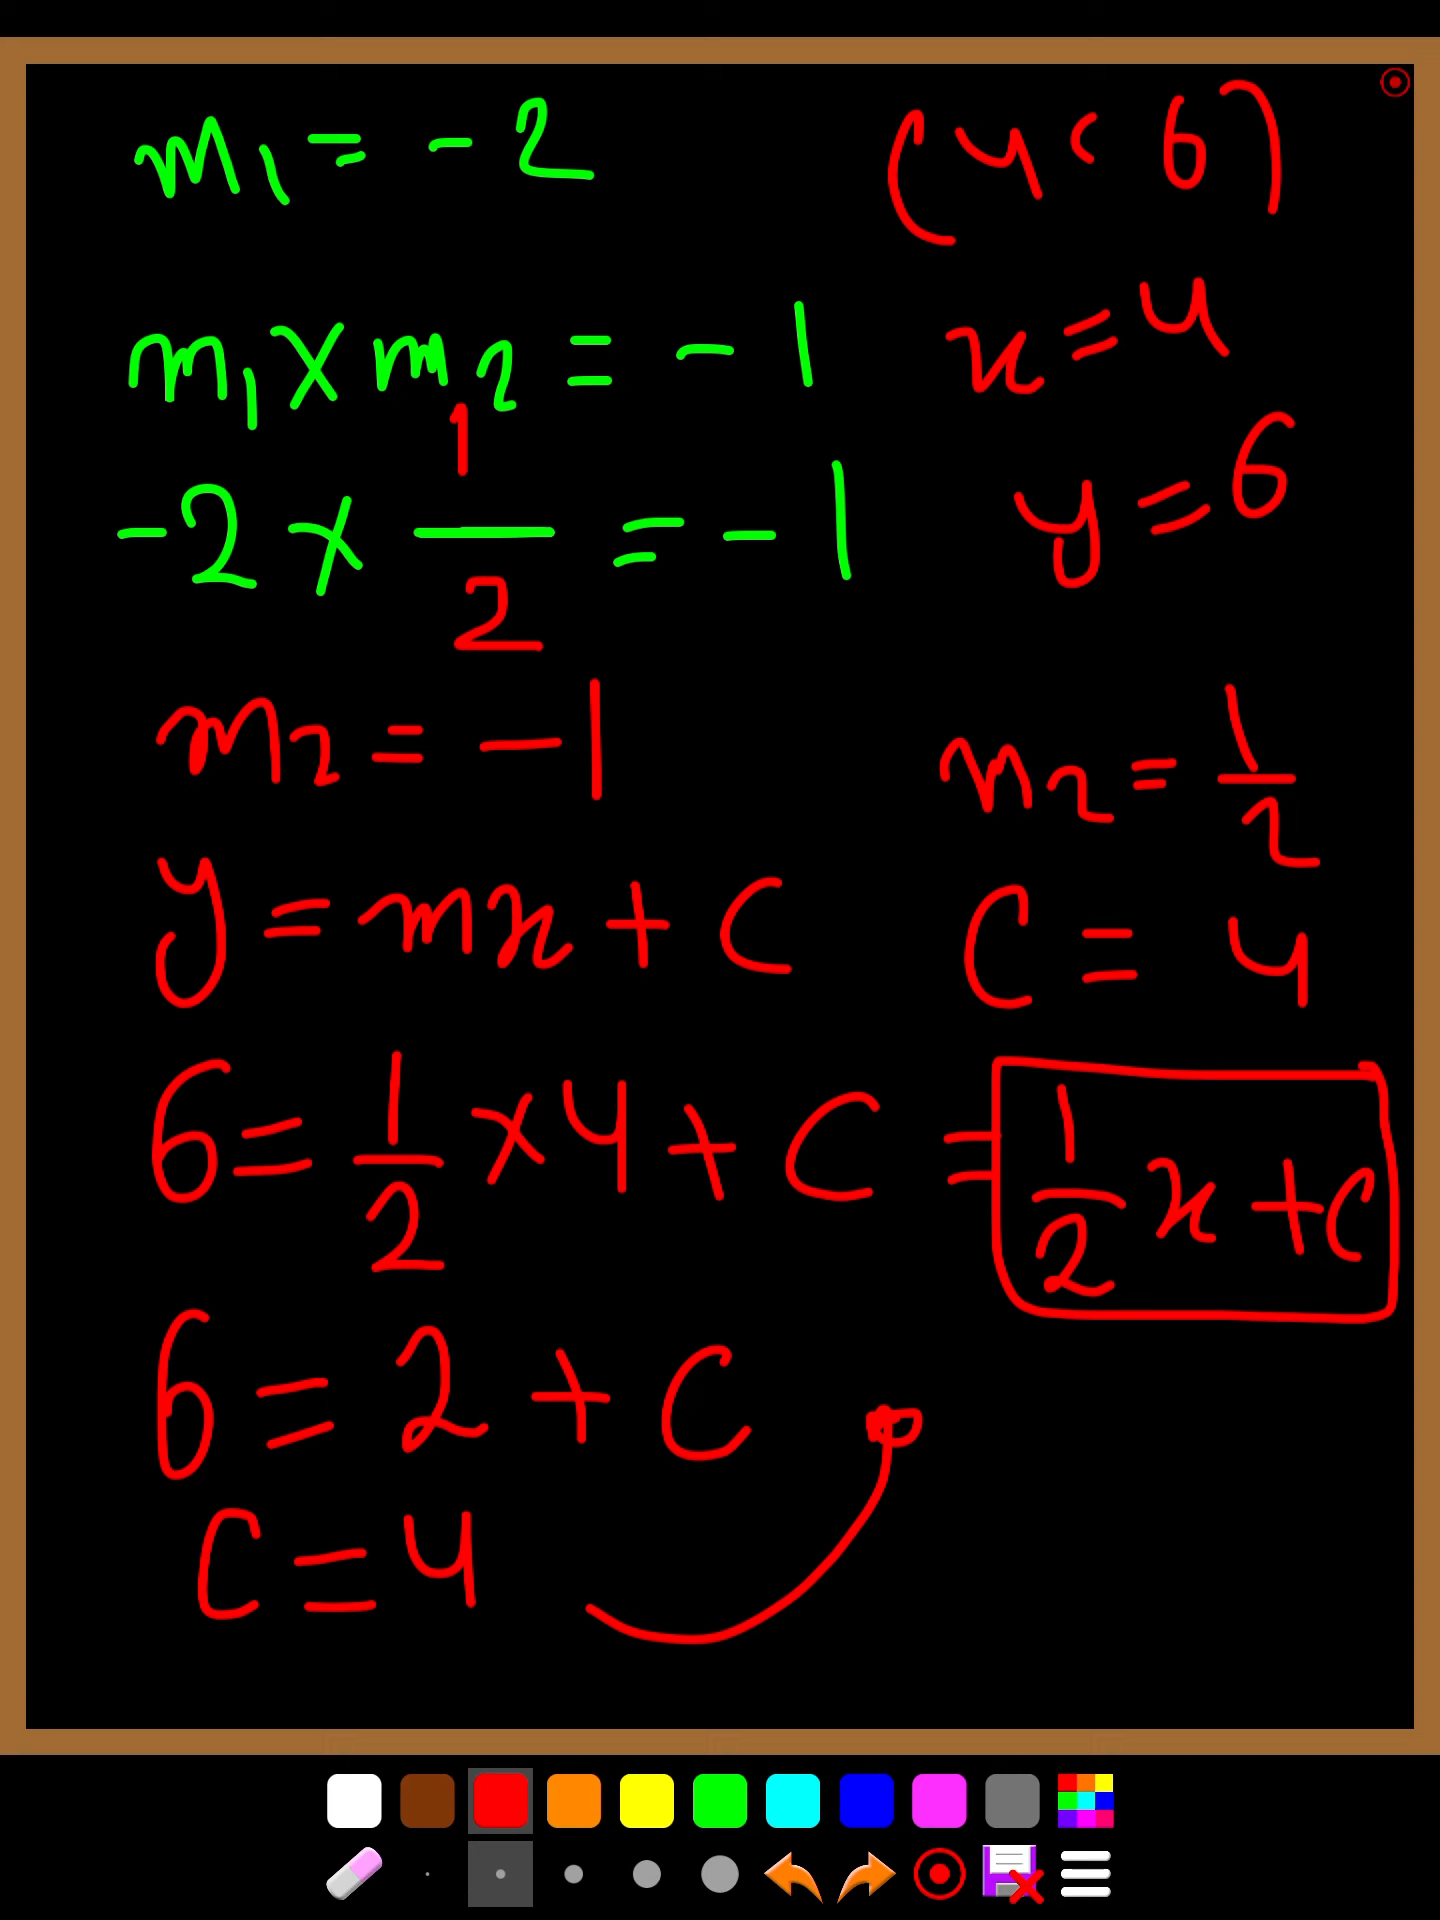 m1 = -2
(4, 6)
m1 x m2 = -1
x = 4
-2 x 1/2 = -1
y = 6
m2 = -1
m2 = 1/2
y = mx + c
C = 4
6 = 1/2 x 4 + C
= 1/2 x + c
6 = 2 + C
C = 4